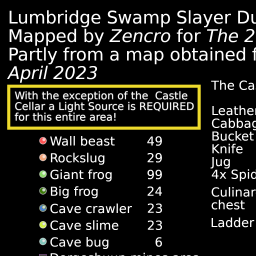 Lumbridge Swamp Slayer Du
Mapped by Zencro for The 2
Partly from a map obtained f
April 2023
With the exception of the Castle
Cellar a Light Source is REQUIRED
for this entire area!
Wall beast 49
Rockslug 29
Giant frog 99
Big frog 24
Cave crawler 23
Cave slime 23
Cave bug 6
The Ca
Leather
Cabbag
Bucket
Knife
Jug
4x Spid
Culinar
chest
Ladder